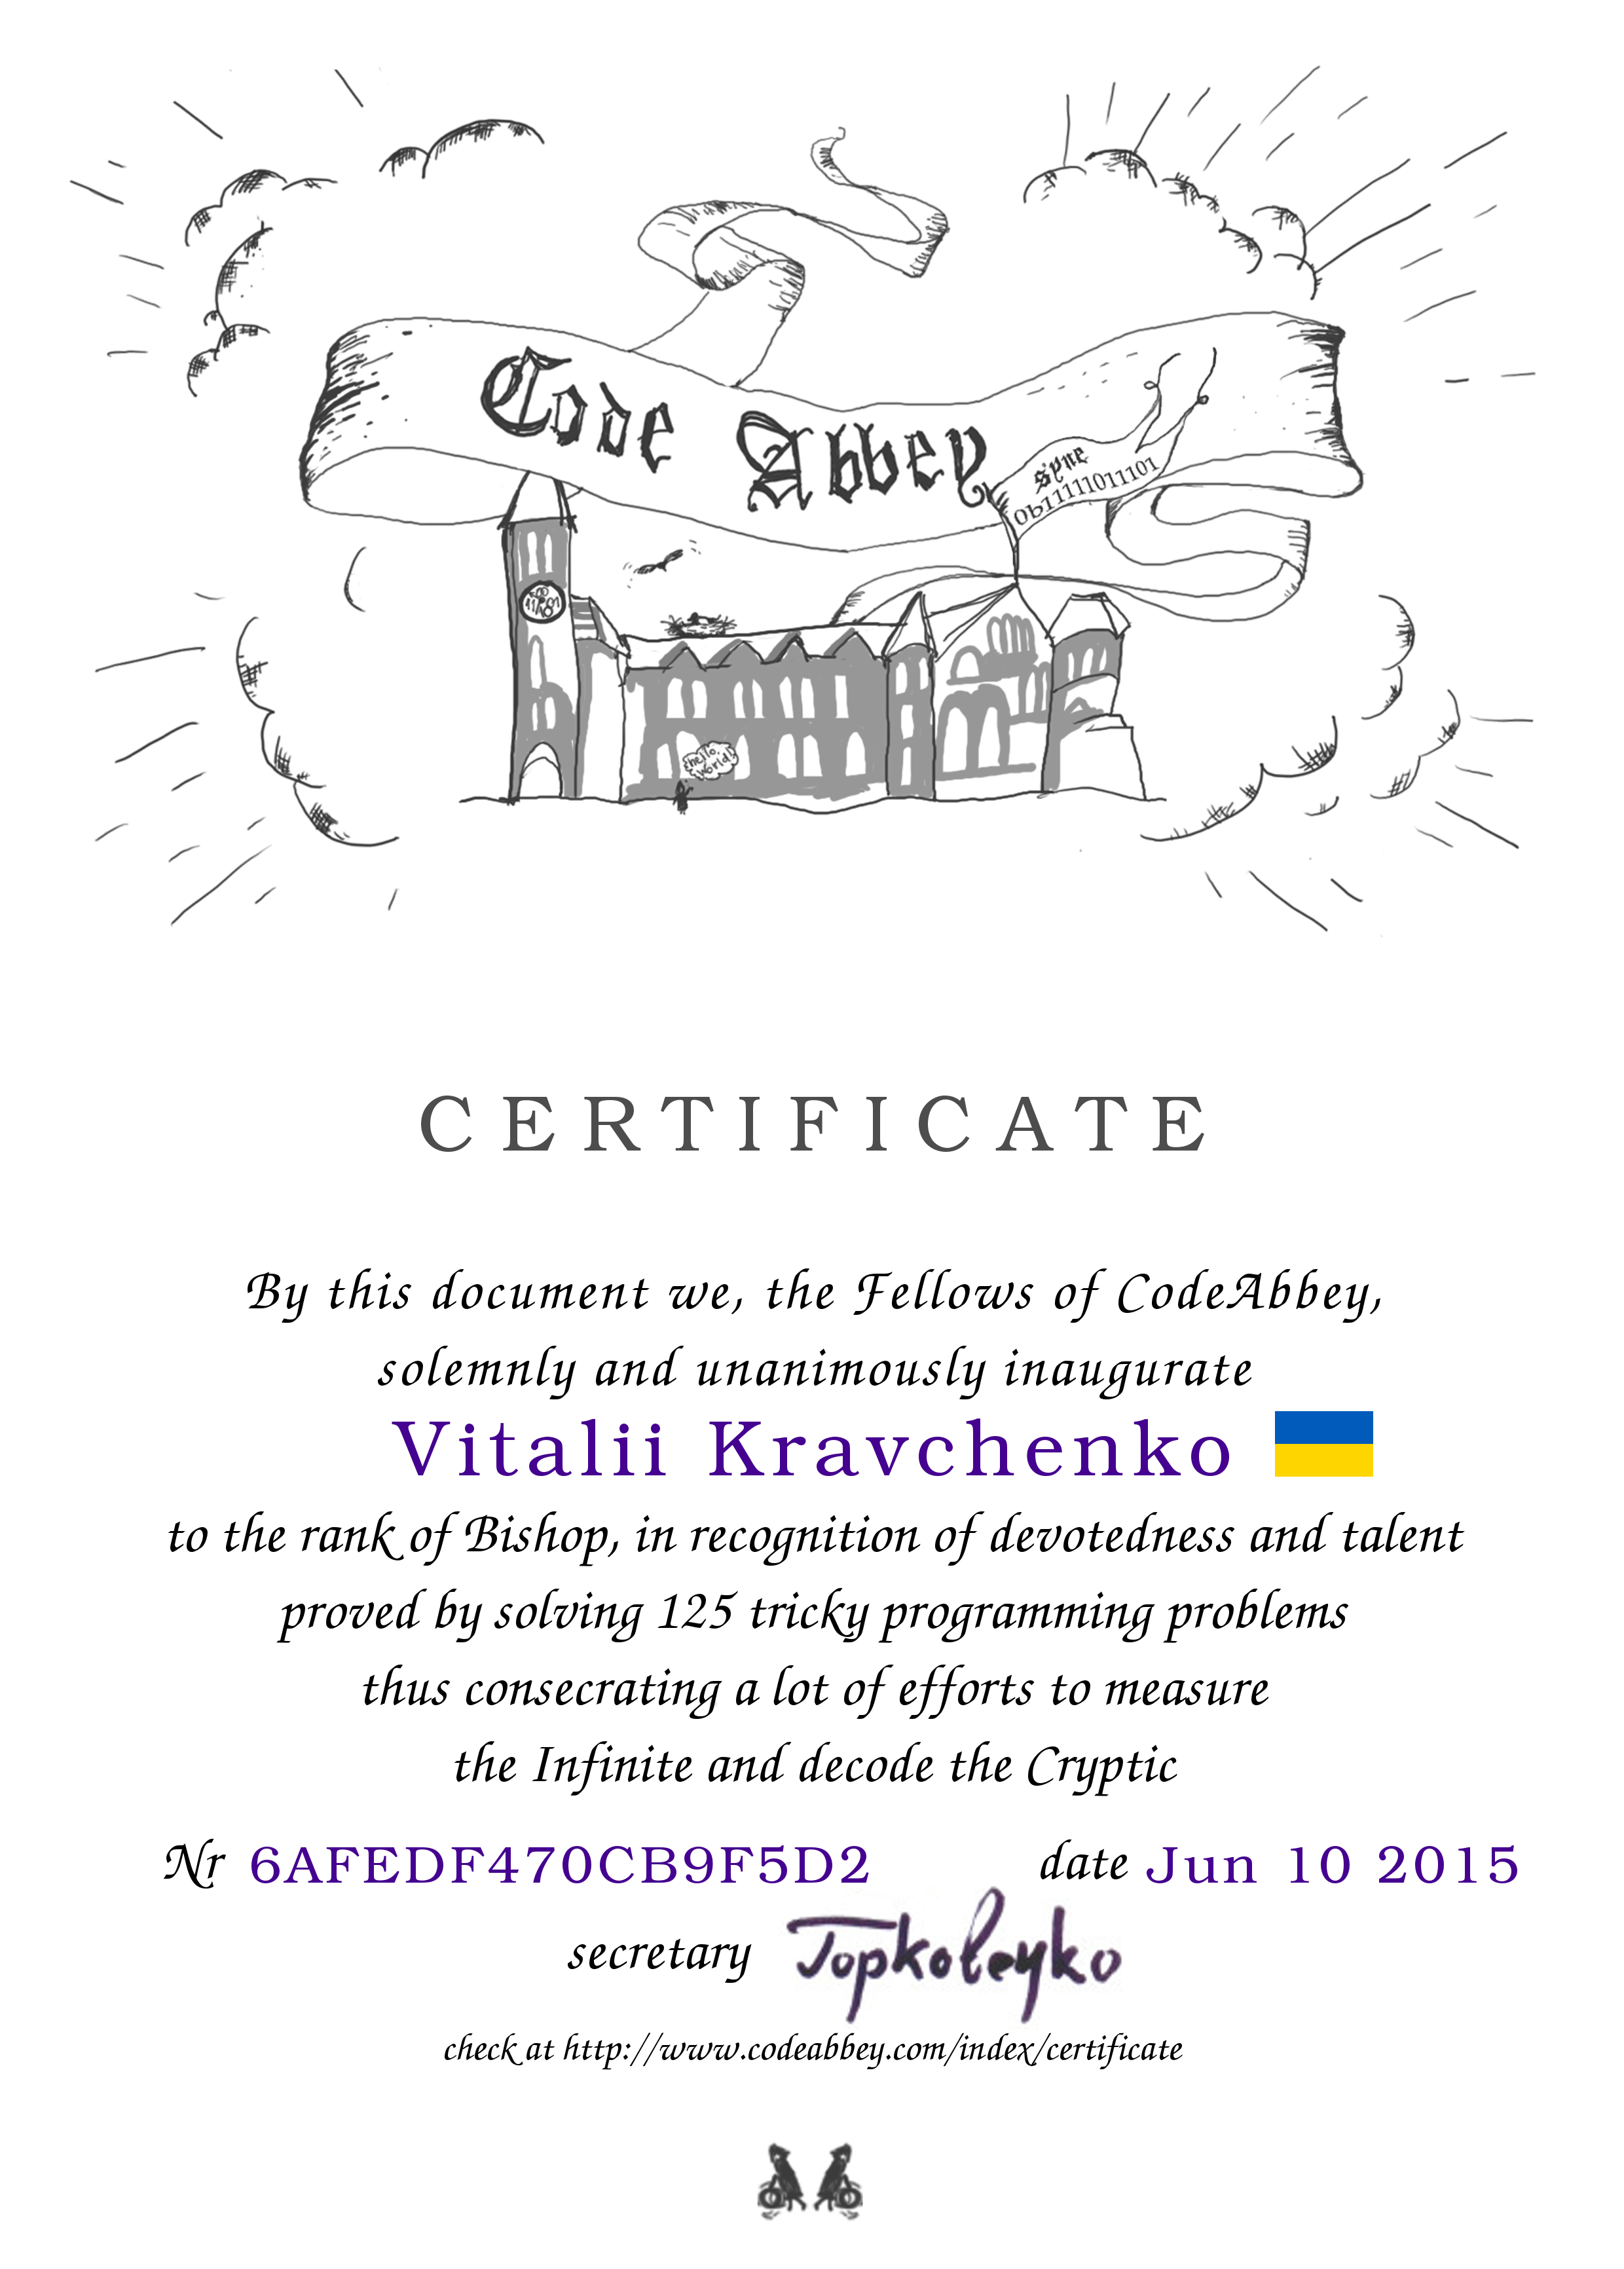 Code Abbey
syne
0b11111011101
hello,
world!
CERTIFICATE
By this document we, the Fellows of CodeAbbey,
solemnly and unanimously inaugurate
Vitalii Kravchenko
to the rank of Bishop, in recognition of devotedness and talent
proved by solving 125 tricky programming problems
thus consecrating a lot of efforts to measure
the Infinite and decode the Cryptic
Nr 6AFEDF470CB9F5D2 date Jun 10 2015
secretary
check at http://www.codeabbey.com/index/certificate